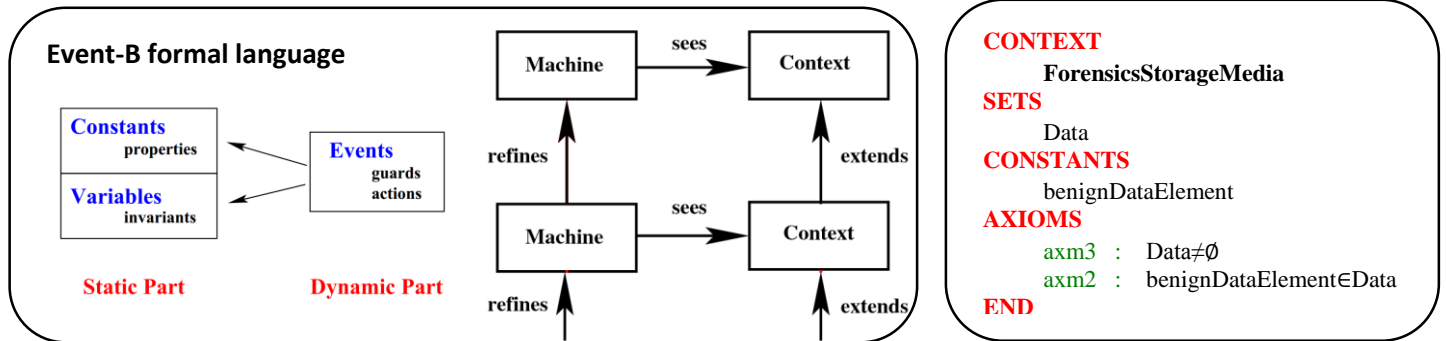 Event-B formal language
Constants
properties
Variables
invariants
Events
guards
actions
Static Part
Dynamic Part
Machine
sees
Context
refines
extends
Machine
sees
Context
refines
extends
CONTEXT
ForensicsStorageMedia
SETS
Data
CONSTANTS
benignDataElement
AXIOMS
axm3 : Data≠∅
axm2 : benignDataElement∈Data
END